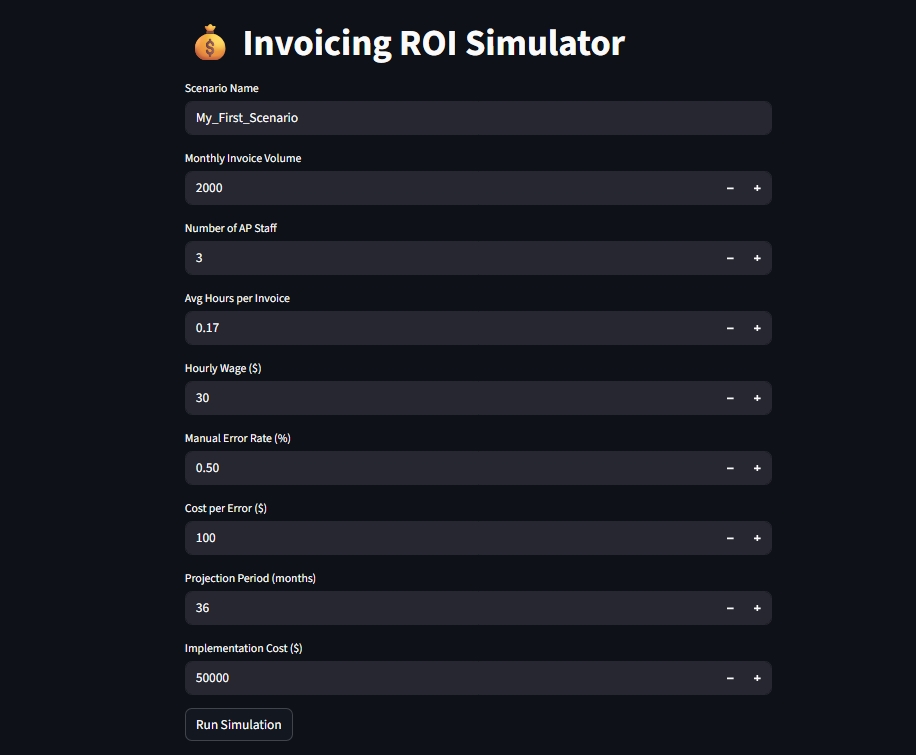 Invoicing ROI Simulator
Scenario Name
My_First_Scenario
Monthly Invoice Volume
2000
Number of AP Staff
3
Avg Hours per Invoice
0.17
Hourly Wage ($)
30
Manual Error Rate (%)
0.50
Cost per Error ($)
100
Projection Period (months)
36
Implementation Cost ($)
50000
Run Simulation